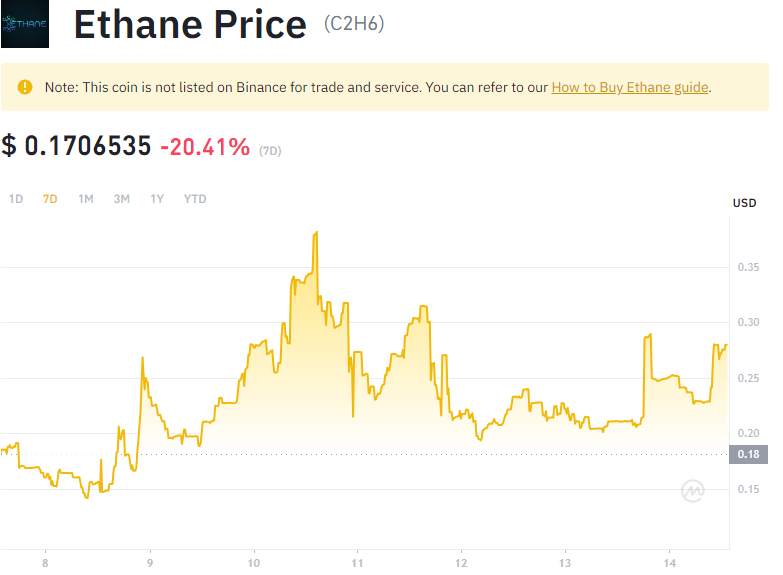 ETHANE
Ethane Price (C2H6)
Note: This coin is not listed on Binance for trade and service. You can refer to our How to Buy Ethane guide.
$ 0.1706535 -20.41% (7D)
1D 7D 1M 3M 1Y YTD
USD
0.35
0.30
0.25
0.20
0.18
0.15
8 9 10 11 12 13 14